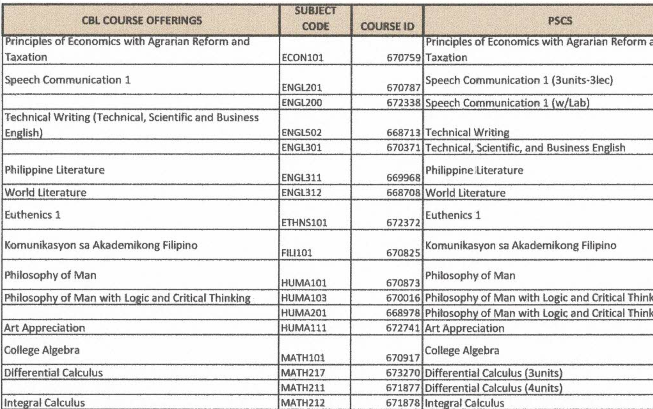 CBL COURSE OFFERINGS SUBJECT CODE COURSE ID PSCS
Principles of Economics with Agrarian Reform and Taxation ECON101 670759 Principles of Economics with Agrarian Reform a Taxation
Speech Communication 1 ENGL201 670787 Speech Communication 1 (3units-3lec)
ENGL200 672338 Speech Communication 1 (w/Lab)
Technical Writing (Technical, Scientific and Business English) ENGL502 668713 Technical Writing
ENGL301 670371 Technical, Scientific, and Business English
Philippine Literature ENGL311 669968 Philippine Literature
World Literature ENGL312 668708 World Literature
Euthenics 1 ETHNS101 672372 Euthenics 1
Komunikasyon sa Akademikong Filipino FILI101 670825 Komunikasyon sa Akademikong Filipino
Philosophy of Man HUMA101 670873 Philosophy of Man
Philosophy of Man with Logic and Critical Thinking HUMA103 670016 Philosophy of Man with Logic and Critical Think
HUMA201 668978 Philosophy of Man with Logic and Critical Think
Art Appreciation HUMA111 672741 Art Appreciation
College Algebra MATH101 670917 College Algebra
Differential Calculus MATH217 673270 Differential Calculus (3units)
MATH211 671877 Differential Calculus (4units)
Integral Calculus MATH212 671878 Integral Calculus